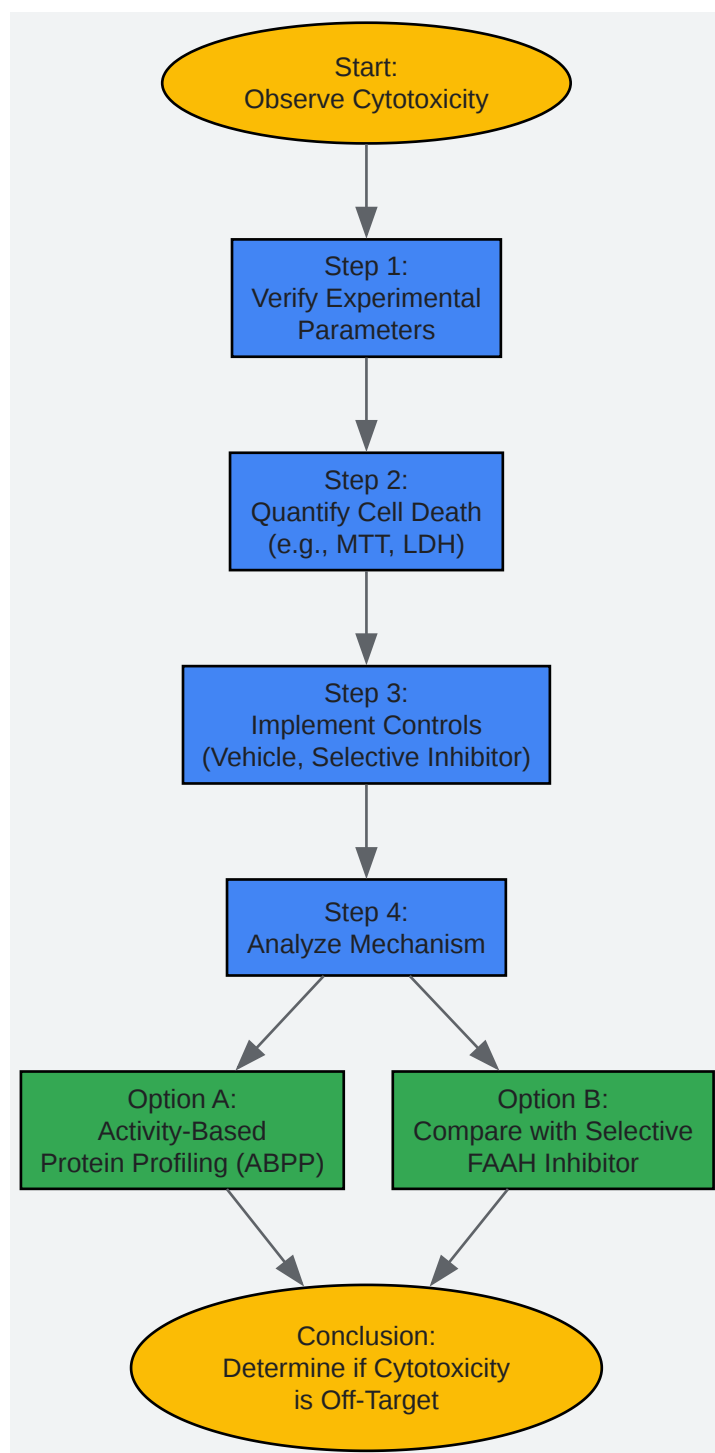 Start:
Observe Cytotoxicity
Step 1:
Verify Experimental
Parameters
Step 2:
Quantify Cell Death
(e.g., MTT, LDH)
Step 3:
Implement Controls
(Vehicle, Selective Inhibitor)
Step 4:
Analyze Mechanism
Option A:
Activity-Based
Protein Profiling (ABPP)
Option B:
Compare with Selective
FAAH Inhibitor
Conclusion:
Determine if Cytotoxicity
is Off-Target